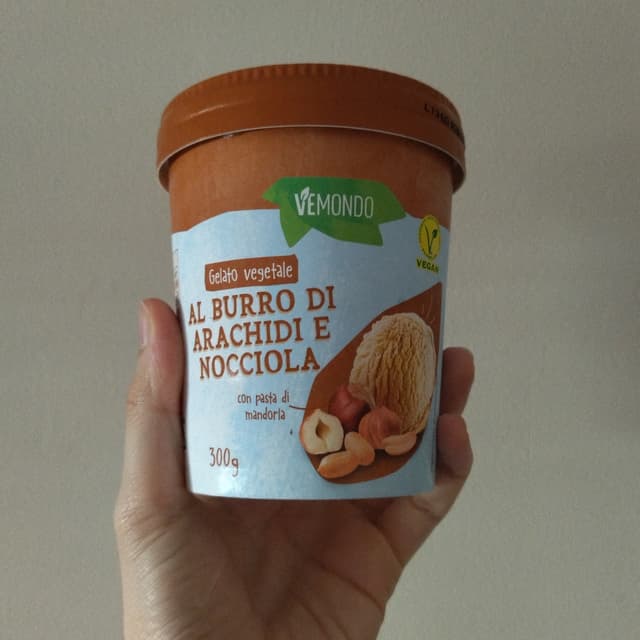 VEMONDO
VEGAN
Gelato vegetale
AL BURRO DI
ARACHIDI E
NOCCIOLA
con pasta di
mandorla
300g